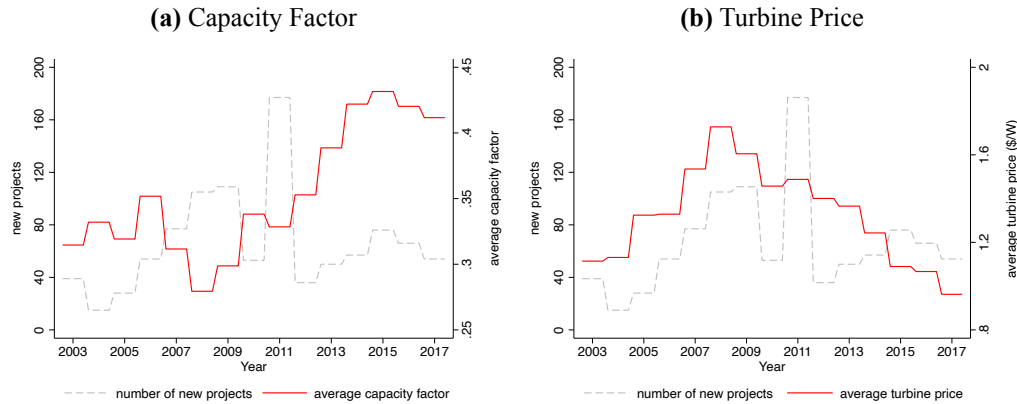 (a) Capacity Factor
new projects
0 40 80 120 160 200
average capacity factor
.25 .3 .35 .4 .45
2003 2005 2007 2009 2011 2013 2015 2017
Year
number of new projects average capacity factor
(b) Turbine Price
new projects
0 40 80 120 160 200
average turbine price ($/W)
.8 1.2 1.6 2
2003 2005 2007 2009 2011 2013 2015 2017
Year
number of new projects average turbine price